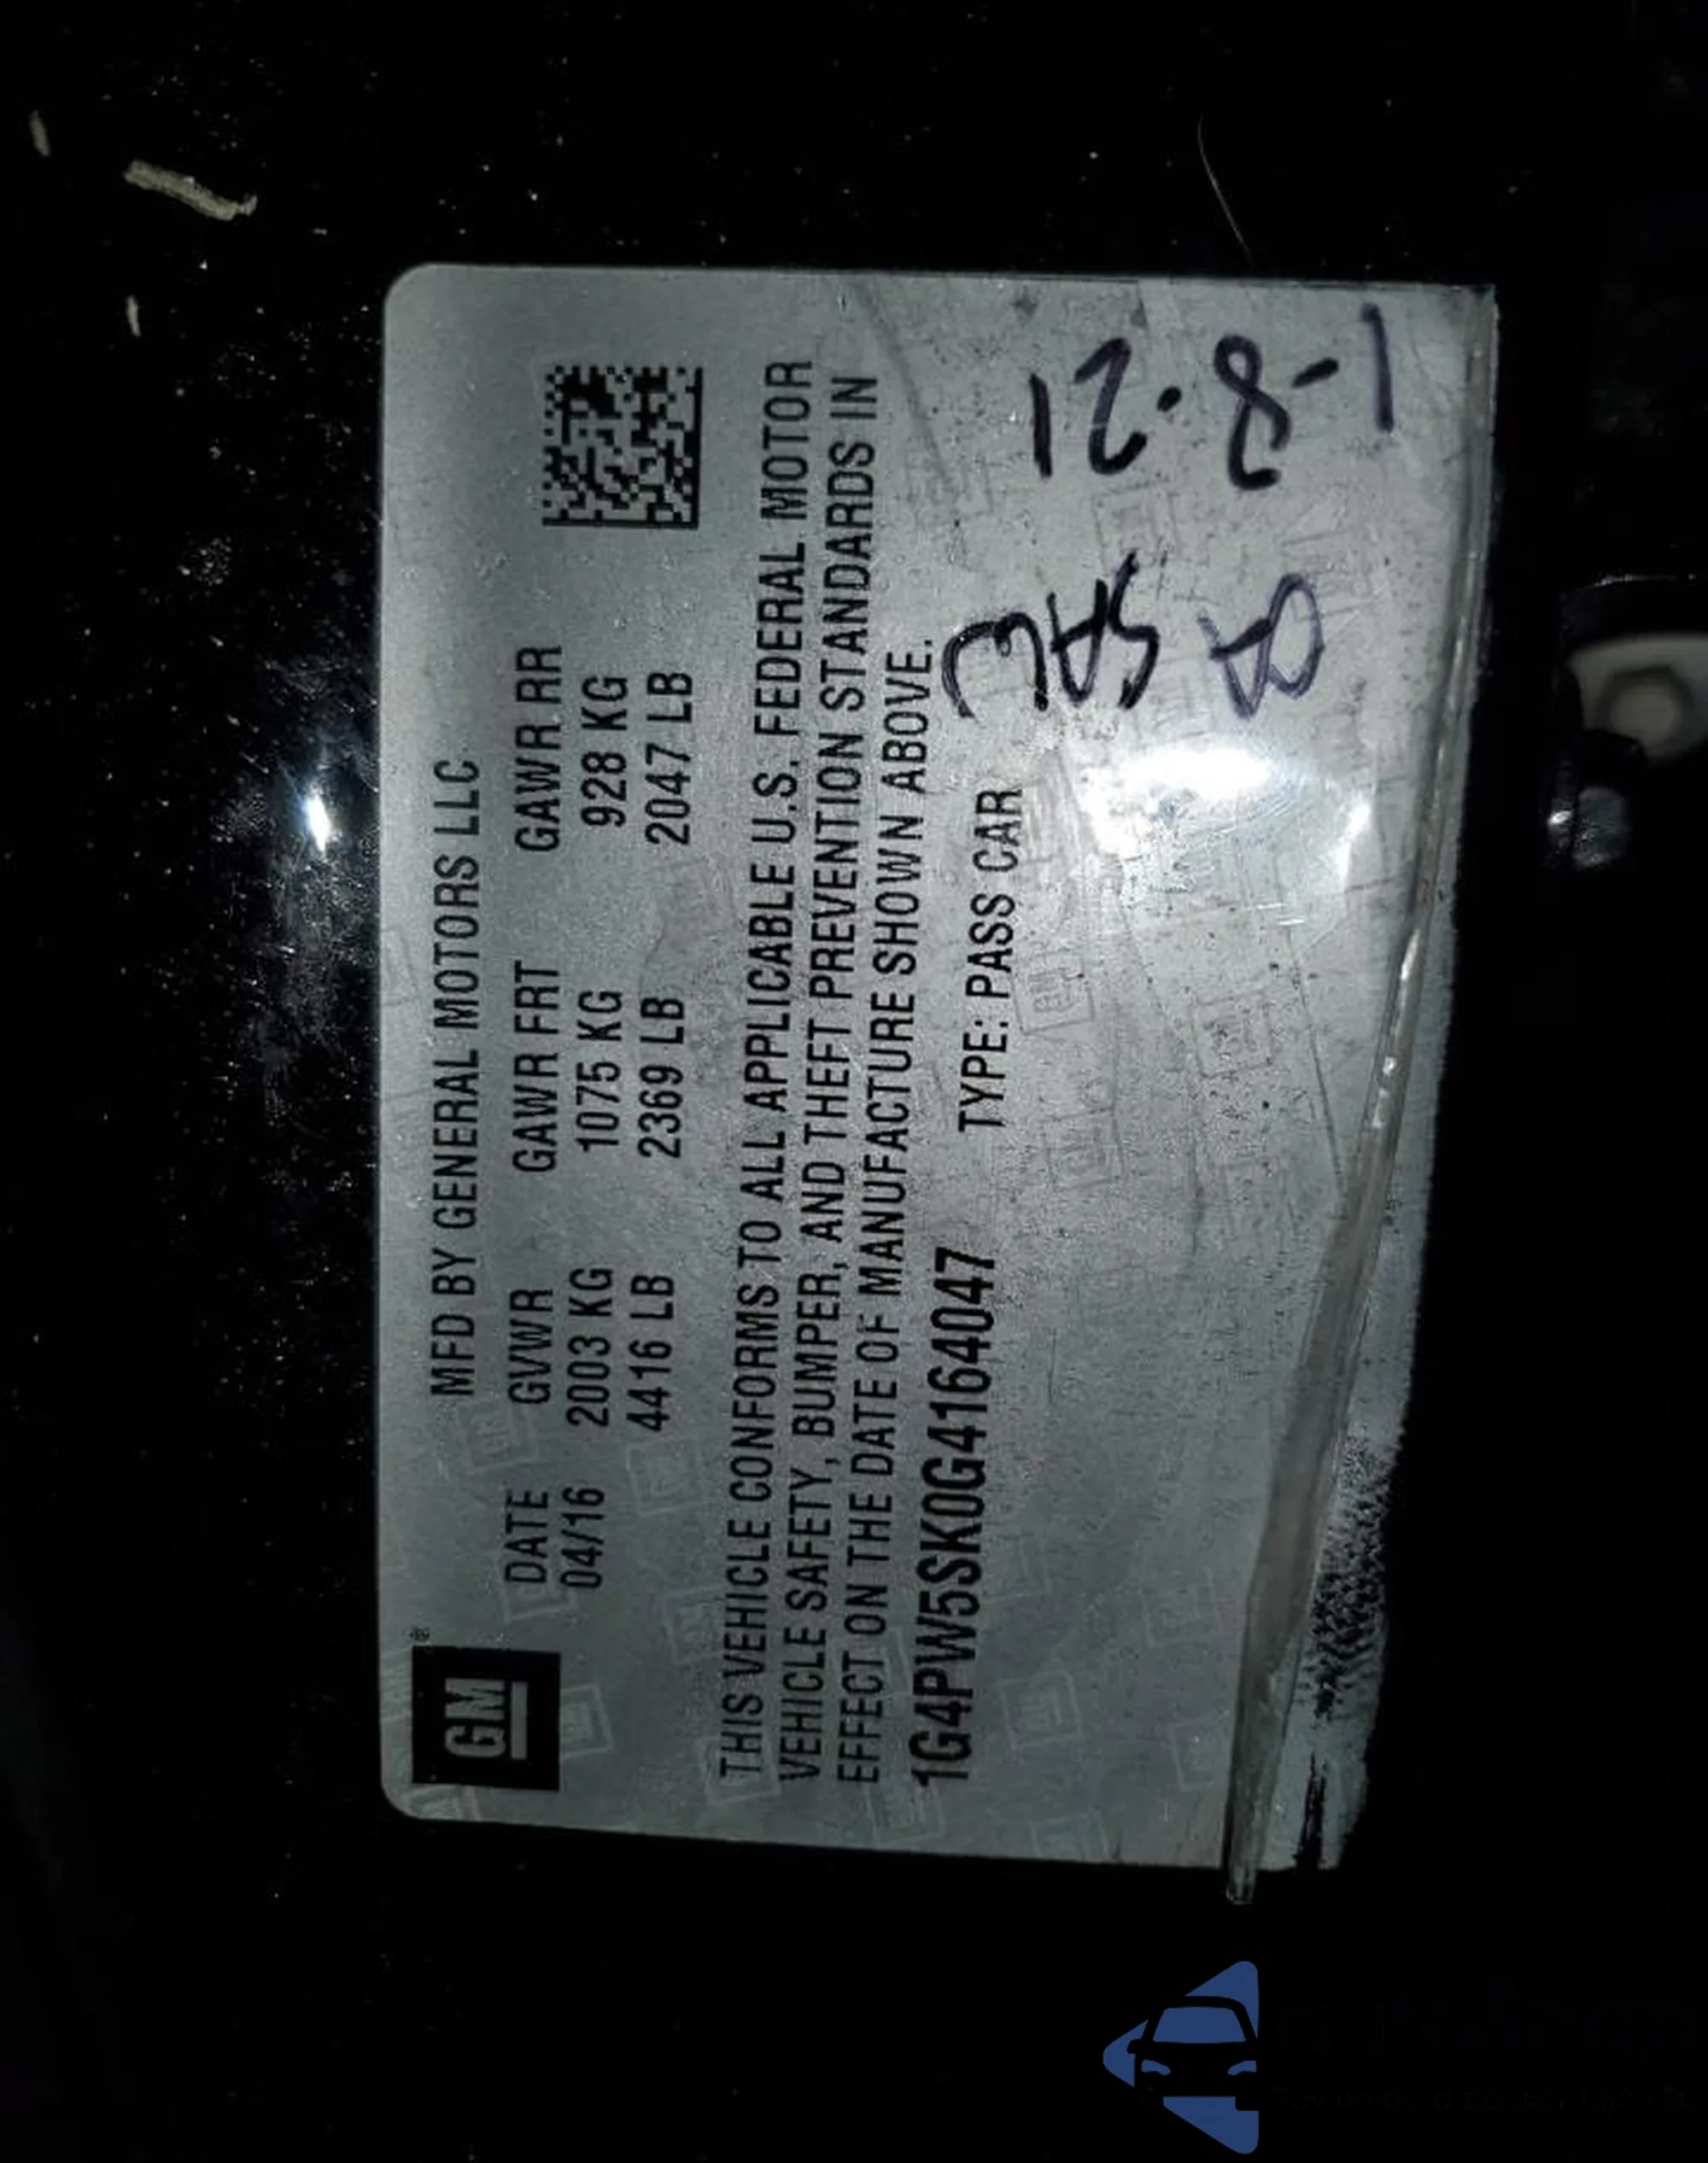 GM
MFD BY GENERAL MOTORS LLC
DATE GVWR GAWR FRT GAWR RR
04/16 2003 KG 1075 KG 928 KG
4416 LB 2369 LB 2047 LB
THIS VEHICLE CONFORMS TO ALL APPLICABLE U.S. FEDERAL MOTOR
VEHICLE SAFETY, BUMPER, AND THEFT PREVENTION STANDARDS IN
EFFECT ON THE DATE OF MANUFACTURE SHOWN ABOVE.
1G4PW5SK0G4164047 TYPE: PASS CAR
1-8-21